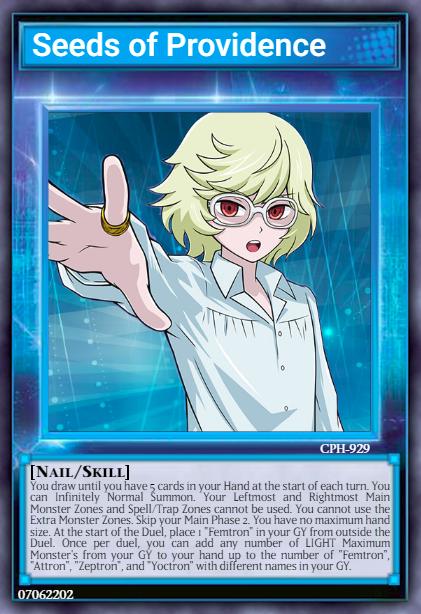 Seeds of Providence
CPH-929
[Nail/Skill]
You draw until you have 5 cards in your Hand at the start of each turn. You
can Infinitely Normal Summon. Your Leftmost and Rightmost Main
Monster Zones and Spell/Trap Zones cannot be used. You cannot use the
Extra Monster Zones. Skip your Main Phase 2. You have no maximum hand
size. At the start of the Duel, place 1 "Femtron" in your GY from outside the
Duel. Once per duel, you can add any number of LIGHT Maximum
Monster's from your GY to your hand up to the number of "Femtron",
"Attron", "Zeptron", and "Yoctron" with different names in your GY.
07062202